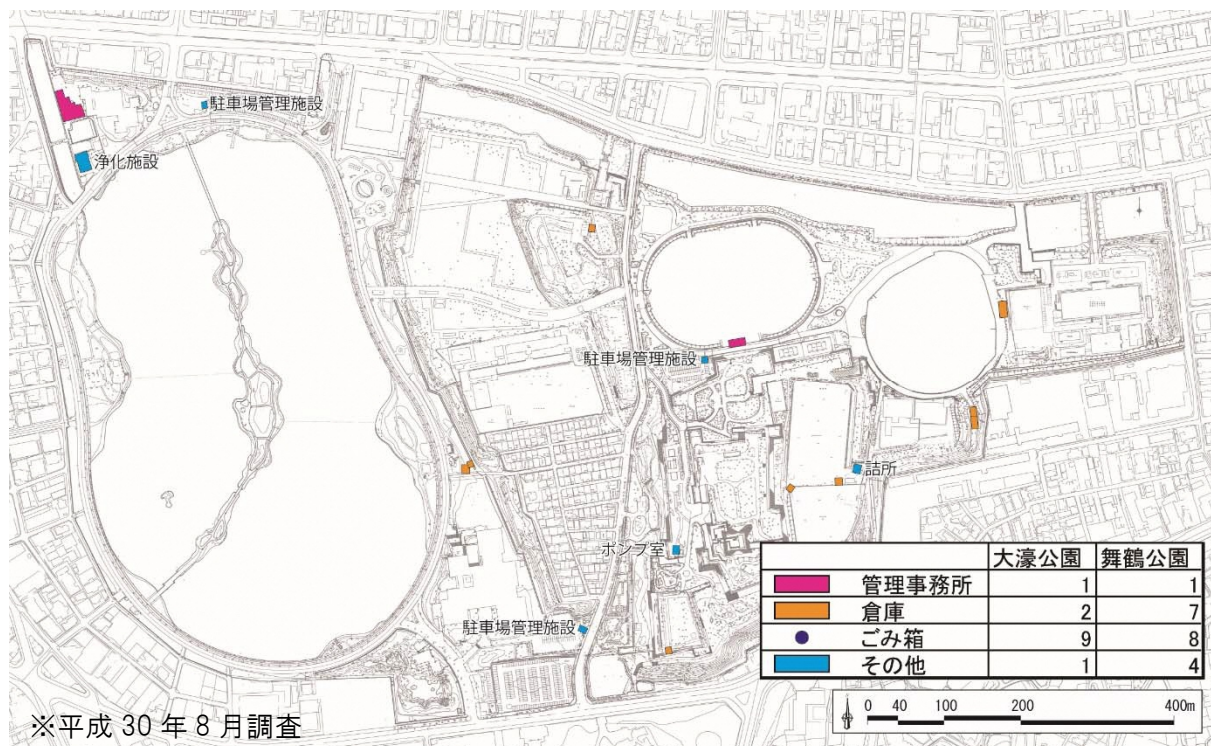 駐車場管理施設
浄化施設
駐車場管理施設
詰所
ポンプ室
駐車場管理施設
大濠公園 舞鶴公園
管理事務所 1 1
倉庫 2 7
ごみ箱 9 8
その他 1 4
0 40 100 200 400m
※平成 30 年 8 月調査